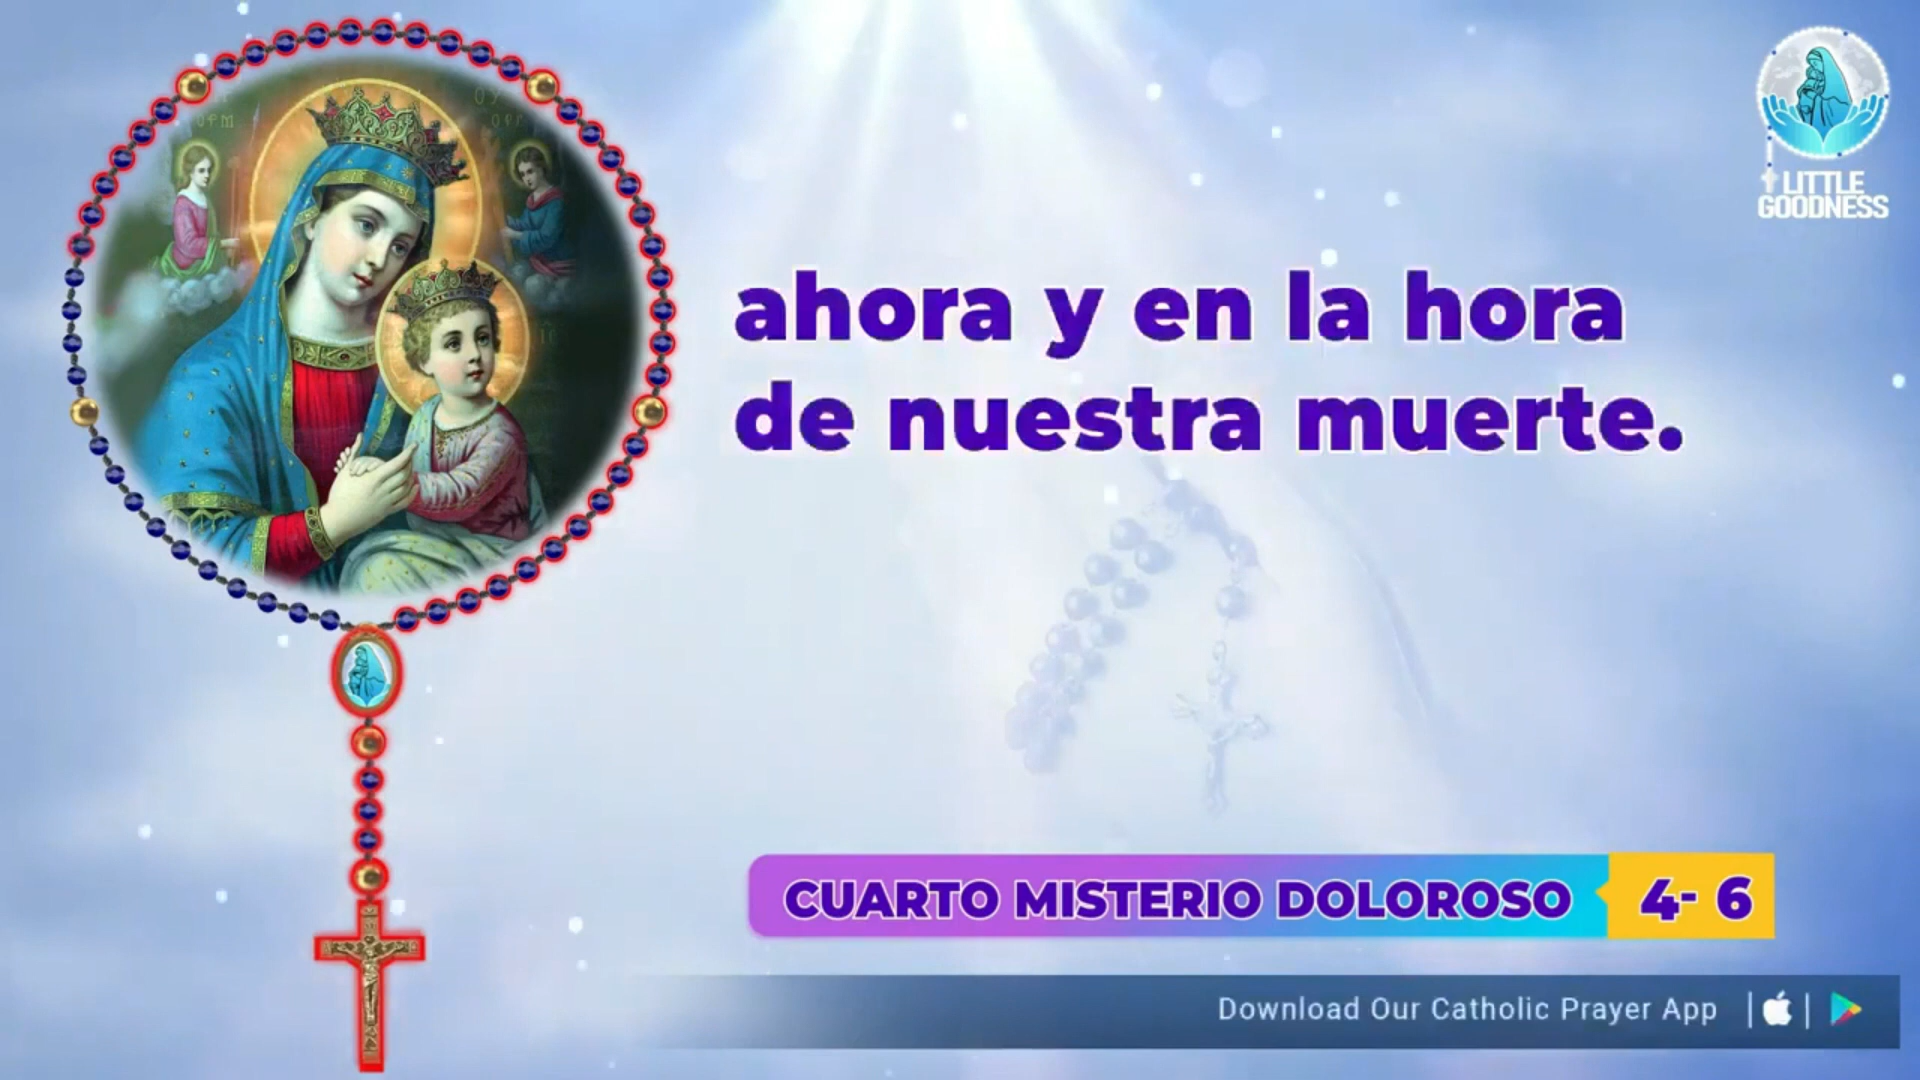 LITTLE
GOODNESS
ahora y en la hora
de nuestra muerte.
CUARTO MISTERIO DOLOROSO 4- 6
Download Our Catholic Prayer App